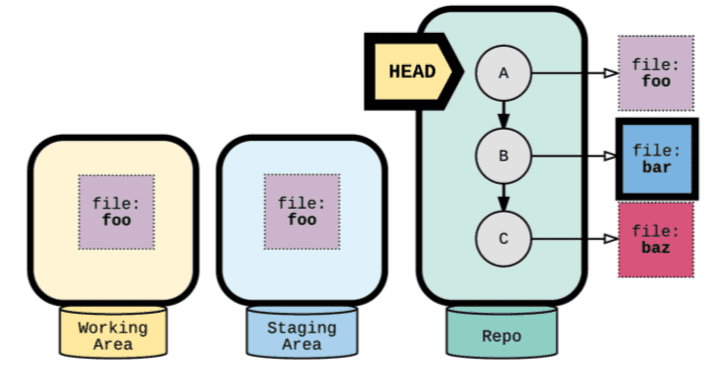 HEAD
A
file:
foo
B
file:
bar
C
file:
baz
file:
foo
file:
foo
Working
Area
Staging
Area
Repo